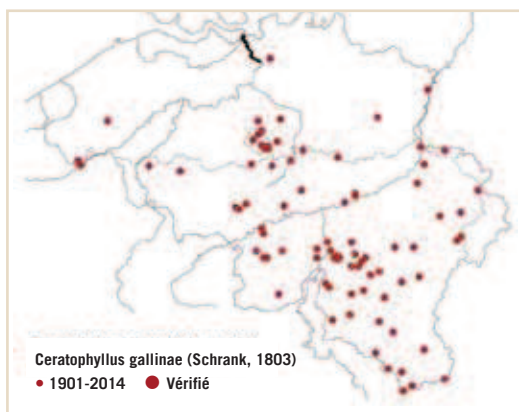 Ceratophyllus gallinae (Schrank, 1803)
• 1901-2014 ● Vérifié